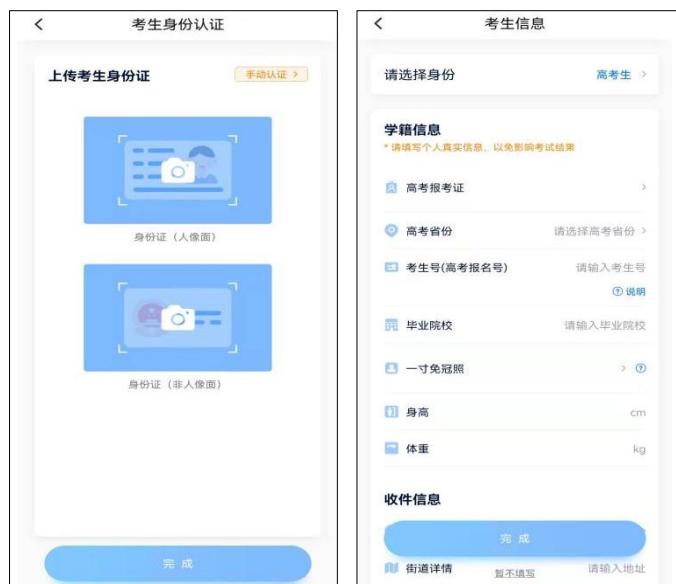 考生身份认证
上传考生身份证
手动认证 >
身份证（人像面）
身份证（非人像面）
完成
考生信息
请选择身份
高考生 >
学籍信息
* 请填写个人真实信息，以免影响考试结果
高考报考证 >
高考省份
请选择高考省份 >
考生号(高考报名号)
请输入考生号
? 说明
毕业院校
请输入毕业院校
一寸免冠照 > ?
身高
cm
体重
kg
收件信息
完成
街道详情
暂不填写
请输入地址